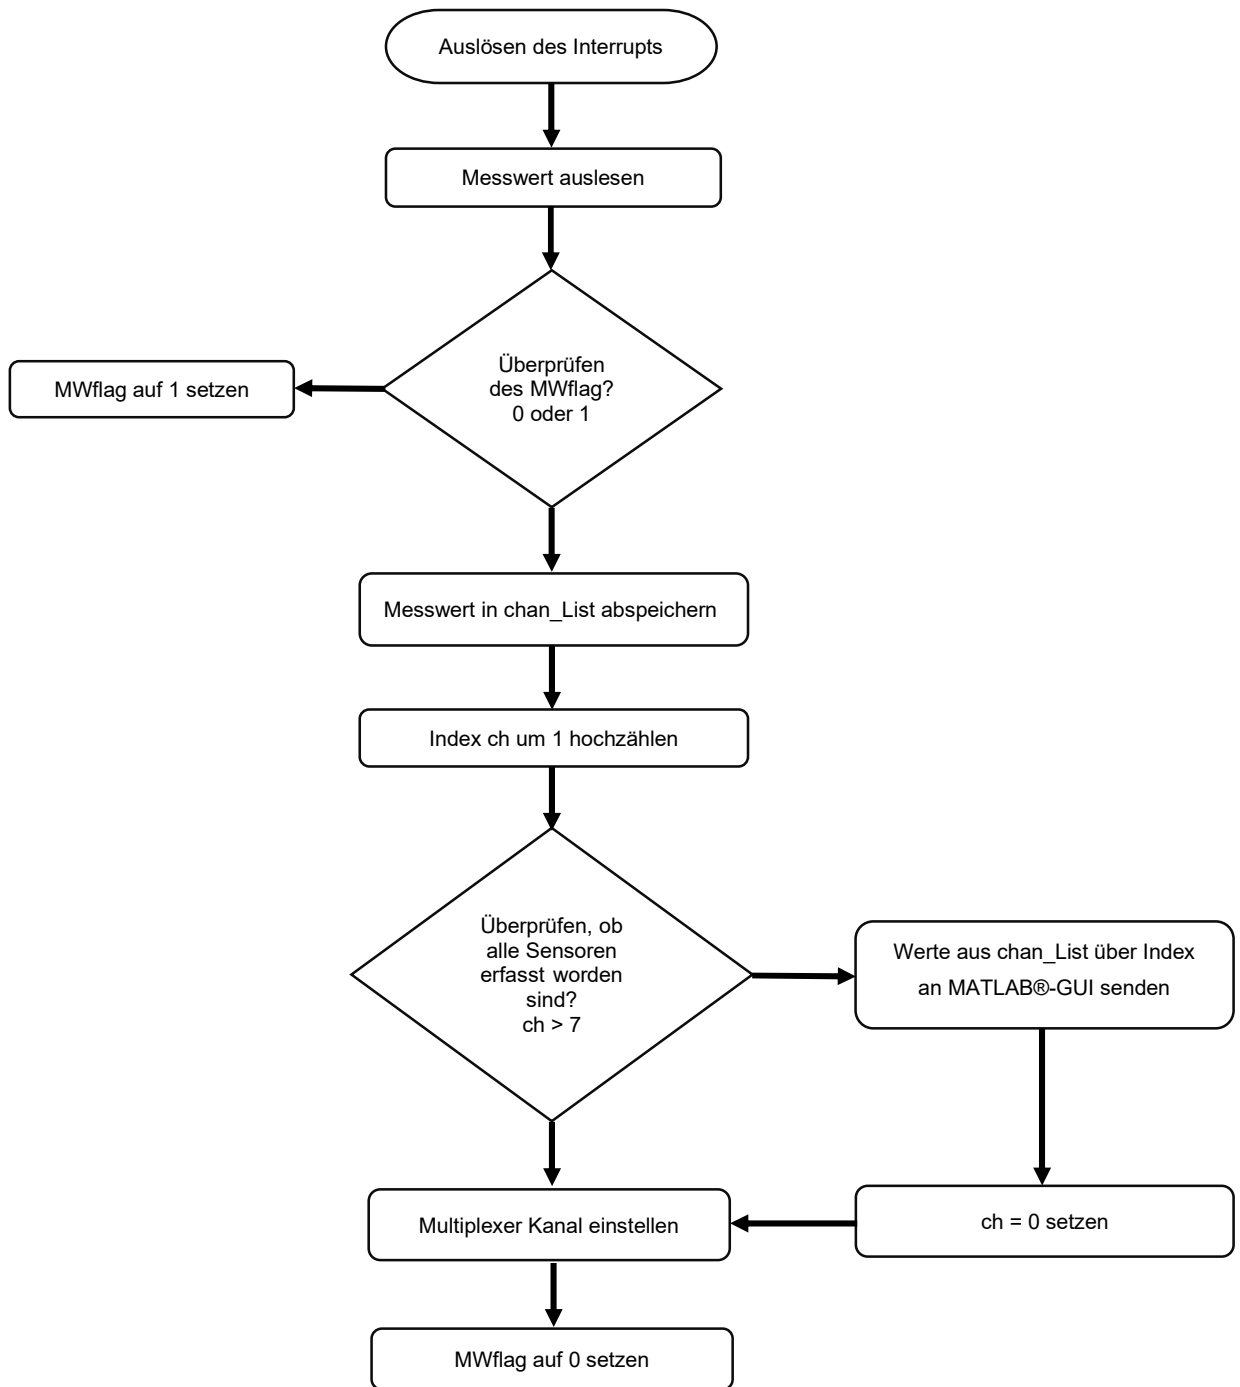 Auslösen des Interrupts
Messwert auslesen
Überprüfen
des MWflag?
0 oder 1
MWflag auf 1 setzen
Messwert in chan_List abspeichern
Index ch um 1 hochzählen
Überprüfen, ob
alle Sensoren
erfasst worden
sind?
ch > 7
Werte aus chan_List über Index
an MATLAB®-GUI senden
ch = 0 setzen
Multiplexer Kanal einstellen
MWflag auf 0 setzen